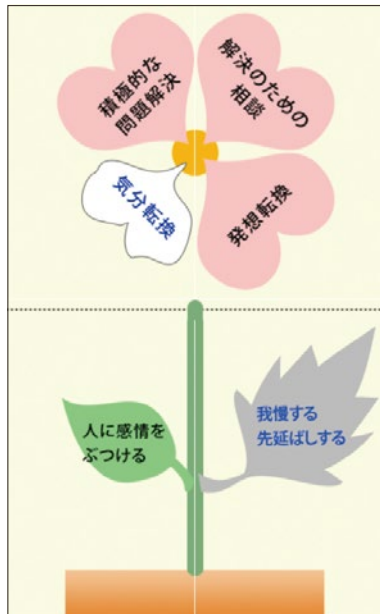 積極的な
問題解決
解決のための
相談
気分転換
発想転換
人に感情を
ぶつける
我慢する
先延ばしする